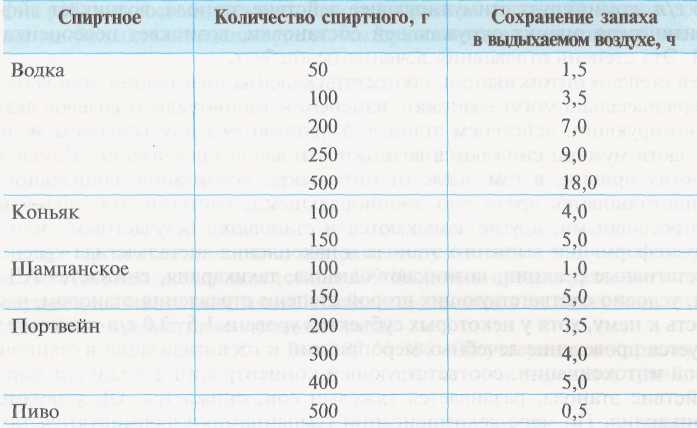 Спиртное Количество спиртного, г Сохранение запаха
в выдыхаемом воздухе, ч
Водка 50 1,5
100 3,5
200 7,0
250 9,0
500 18,0
Коньяк 100 4,0
150 5,0
Шампанское 100 1,0
150 5,0
Портвейн 200 3,5
300 4,0
400 5,0
Пиво 500 0,5